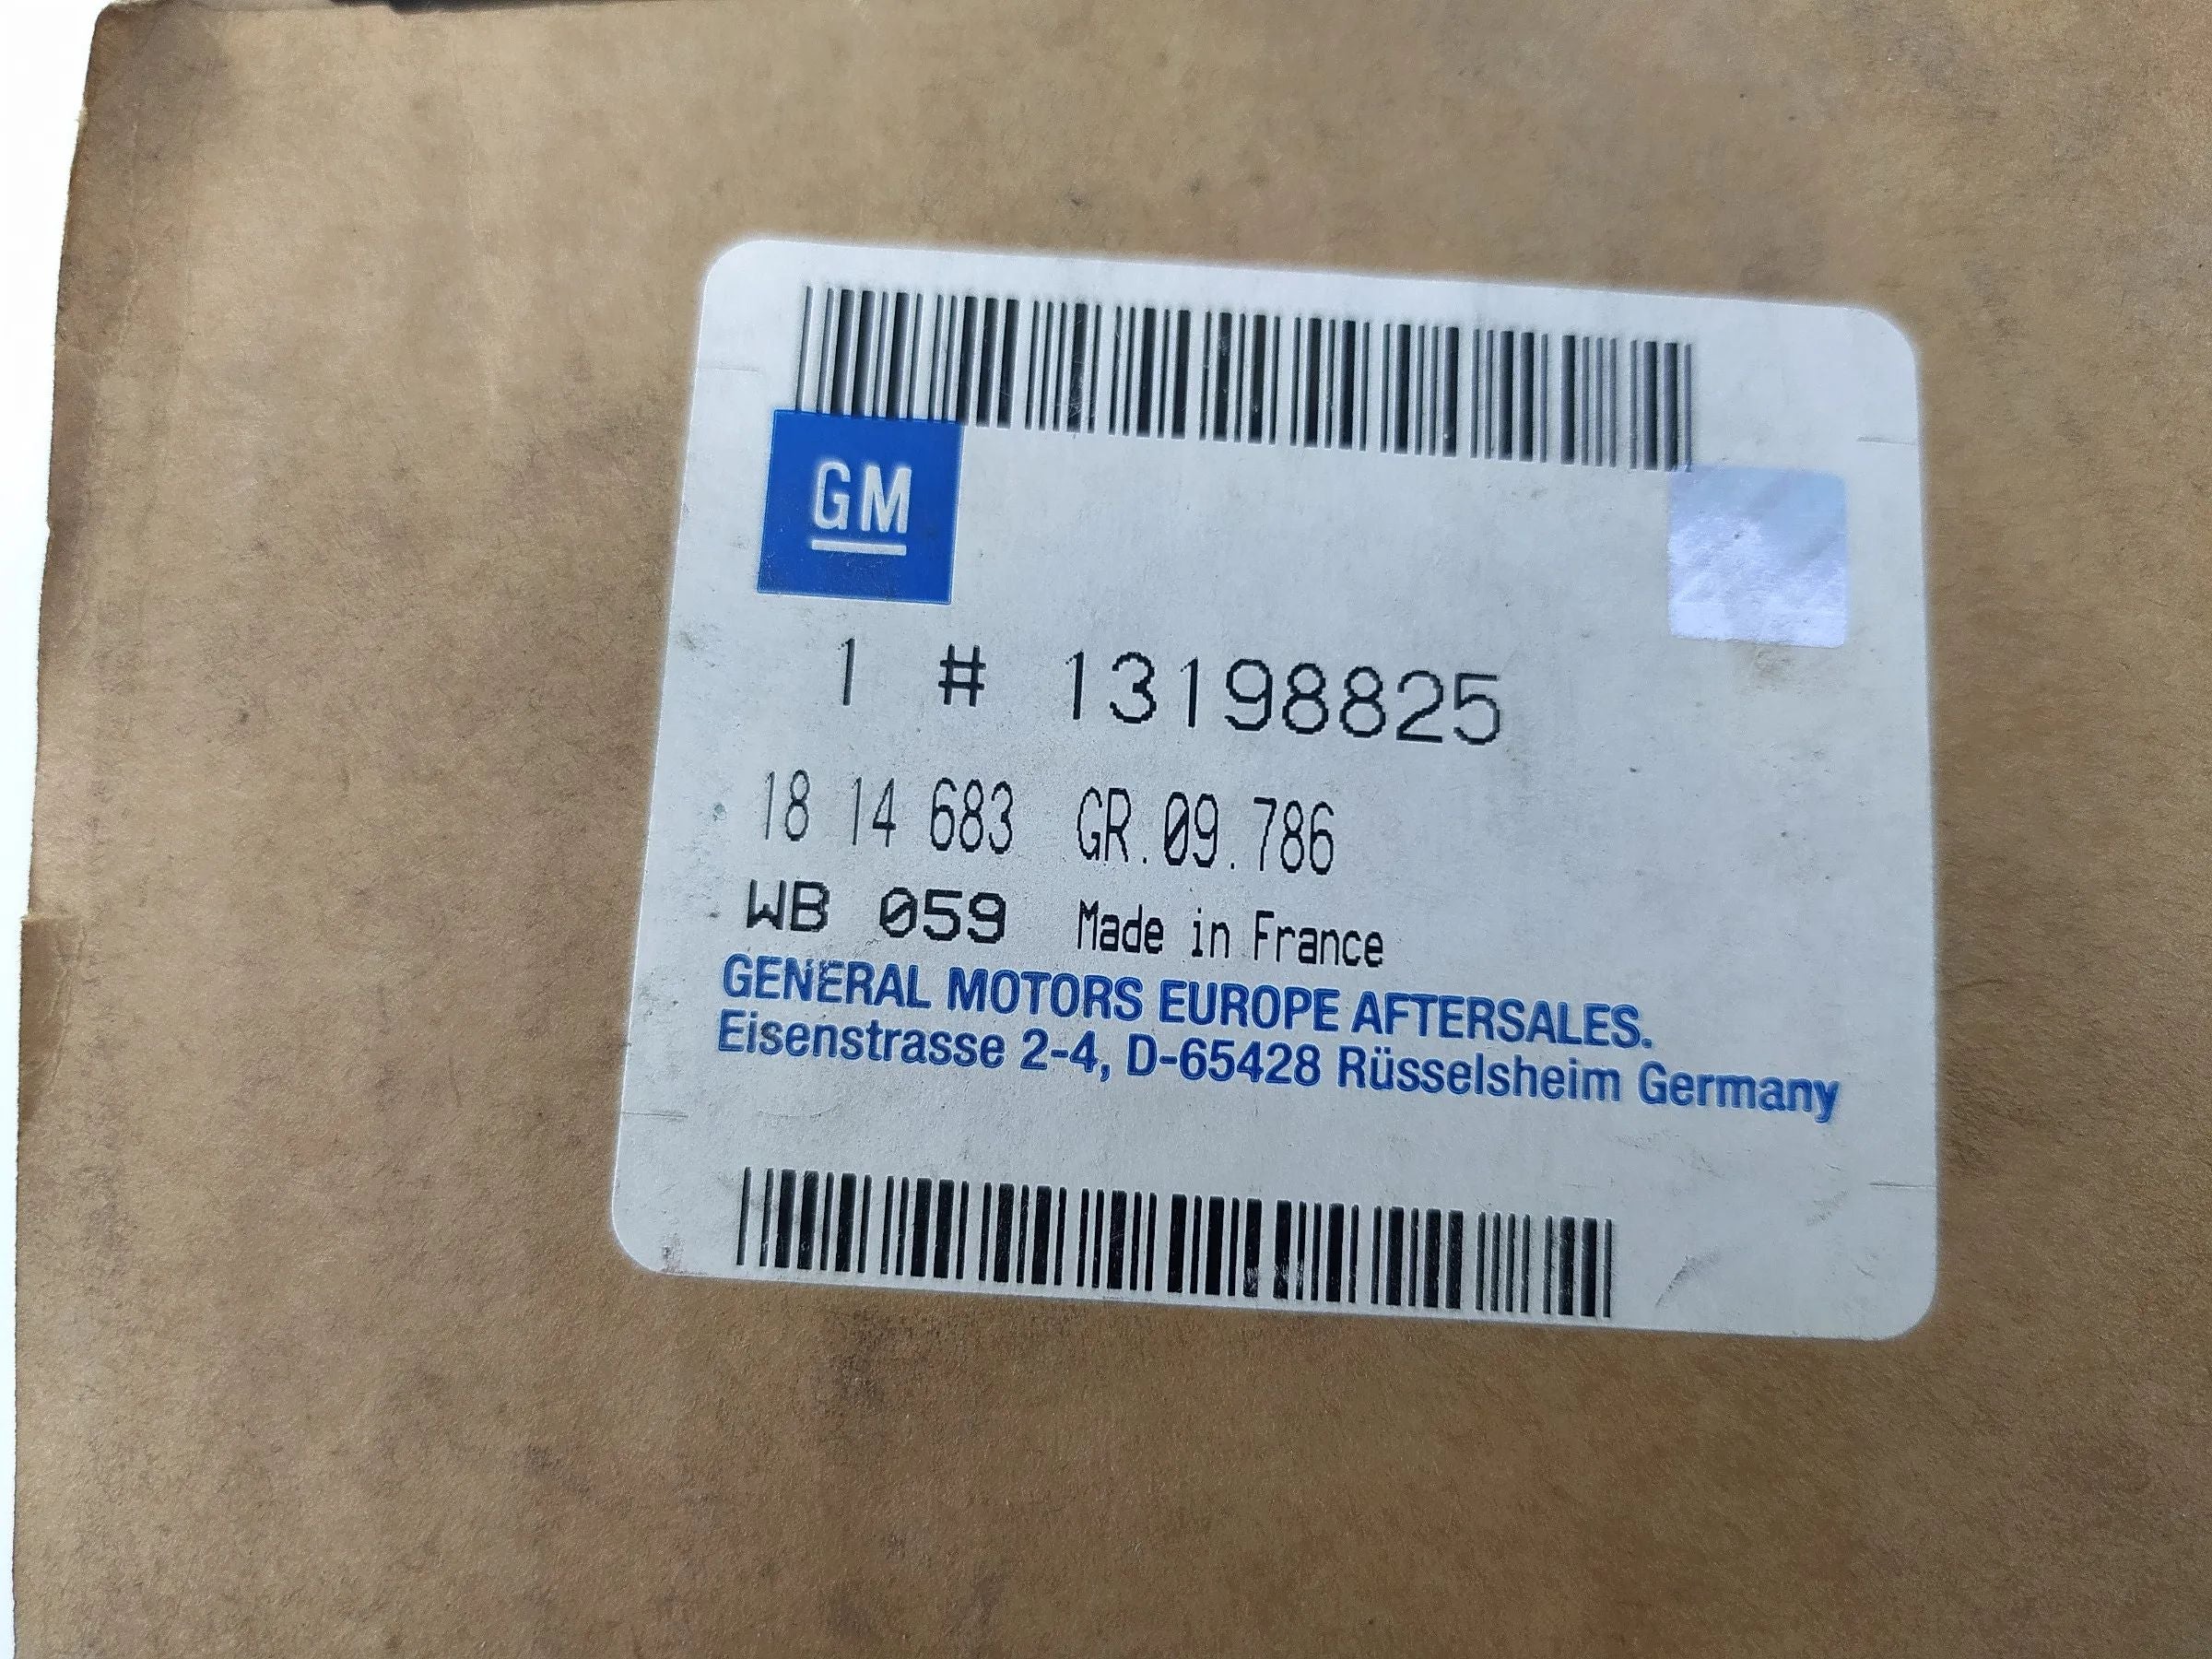 GM
1 # 13198825
18 14 683 GR.09.786
WB 059 Made in France
GENERAL MOTORS EUROPE AFTERSALES.
Eisenstrasse 2-4, D-65428 Rüsselsheim Germany